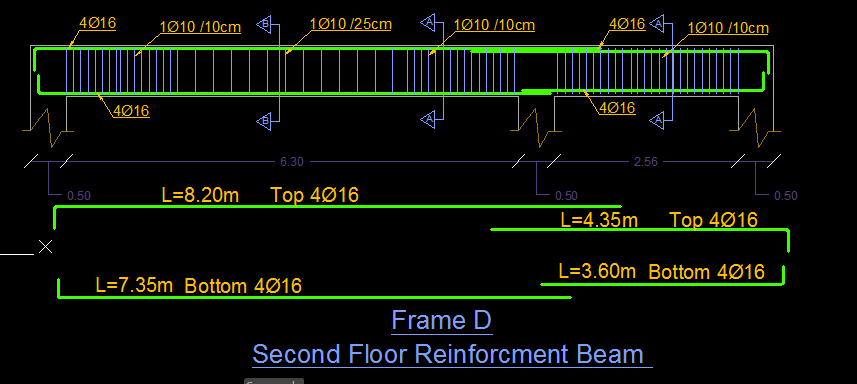 4Ø16
1Ø10 /10cm
B
1Ø10 /25cm
A
1Ø10 /10cm
4Ø16
A
1Ø10 /10cm
4Ø16
B
A
4Ø16
A
6.30
2.56
0.50
0.50
0.50
L=8.20m Top 4Ø16
L=4.35m Top 4Ø16
L=7.35m Bottom 4Ø16
L=3.60m Bottom 4Ø16
Frame D
Second Floor Reinforcment Beam